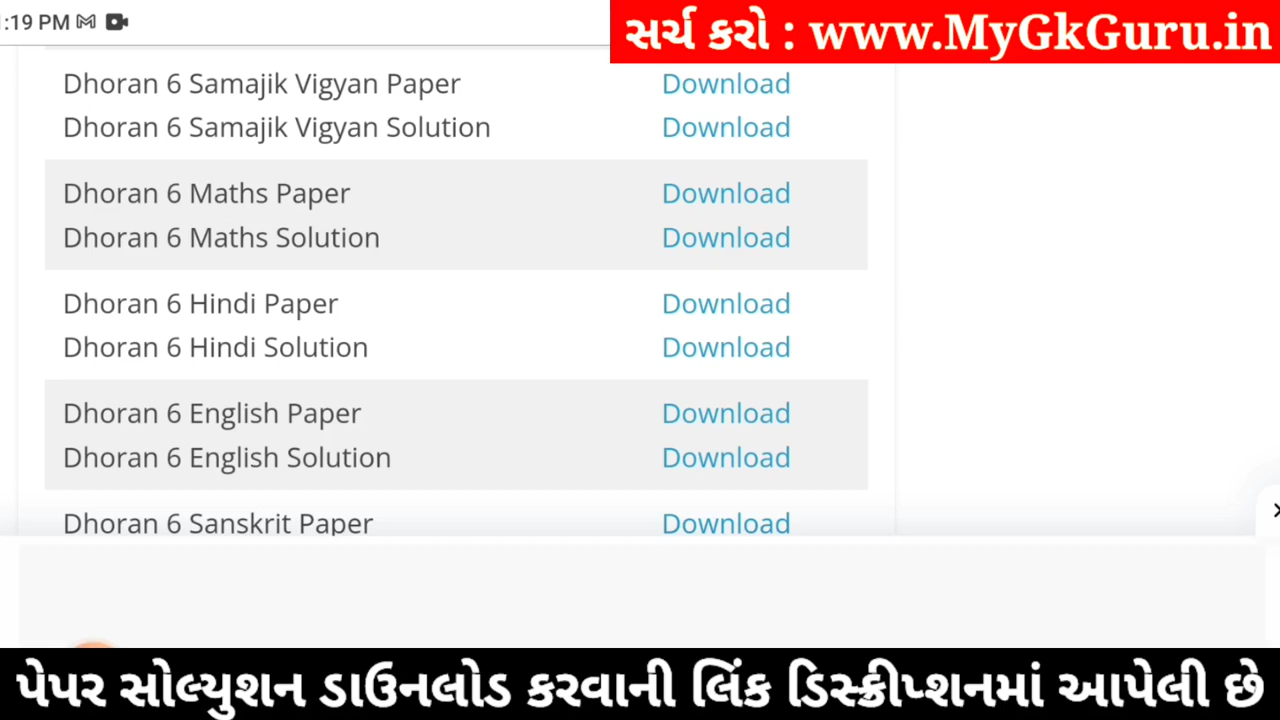 :19 PM
સર્ચ કરો : www.MyGkGuru.in
Dhoran 6 Samajik Vigyan Paper Download
Dhoran 6 Samajik Vigyan Solution Download
Dhoran 6 Maths Paper Download
Dhoran 6 Maths Solution Download
Dhoran 6 Hindi Paper Download
Dhoran 6 Hindi Solution Download
Dhoran 6 English Paper Download
Dhoran 6 English Solution Download
Dhoran 6 Sanskrit Paper Download
પેપર સોલ્યુશન ડાઉનલોડ કરવાની લિંક ડિસ્ક્રીપ્શનમાં આપેલી છે